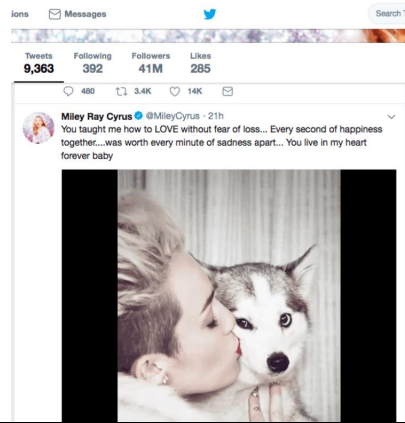 ions Messages Search T
Tweets Following Followers Likes
9,363 392 41M 285
480 3.4K 14K
Miley Ray Cyrus @MileyCyrus · 21h
You taught me how to LOVE without fear of loss... Every second of happiness
together....was worth every minute of sadness apart... You live in my heart
forever baby